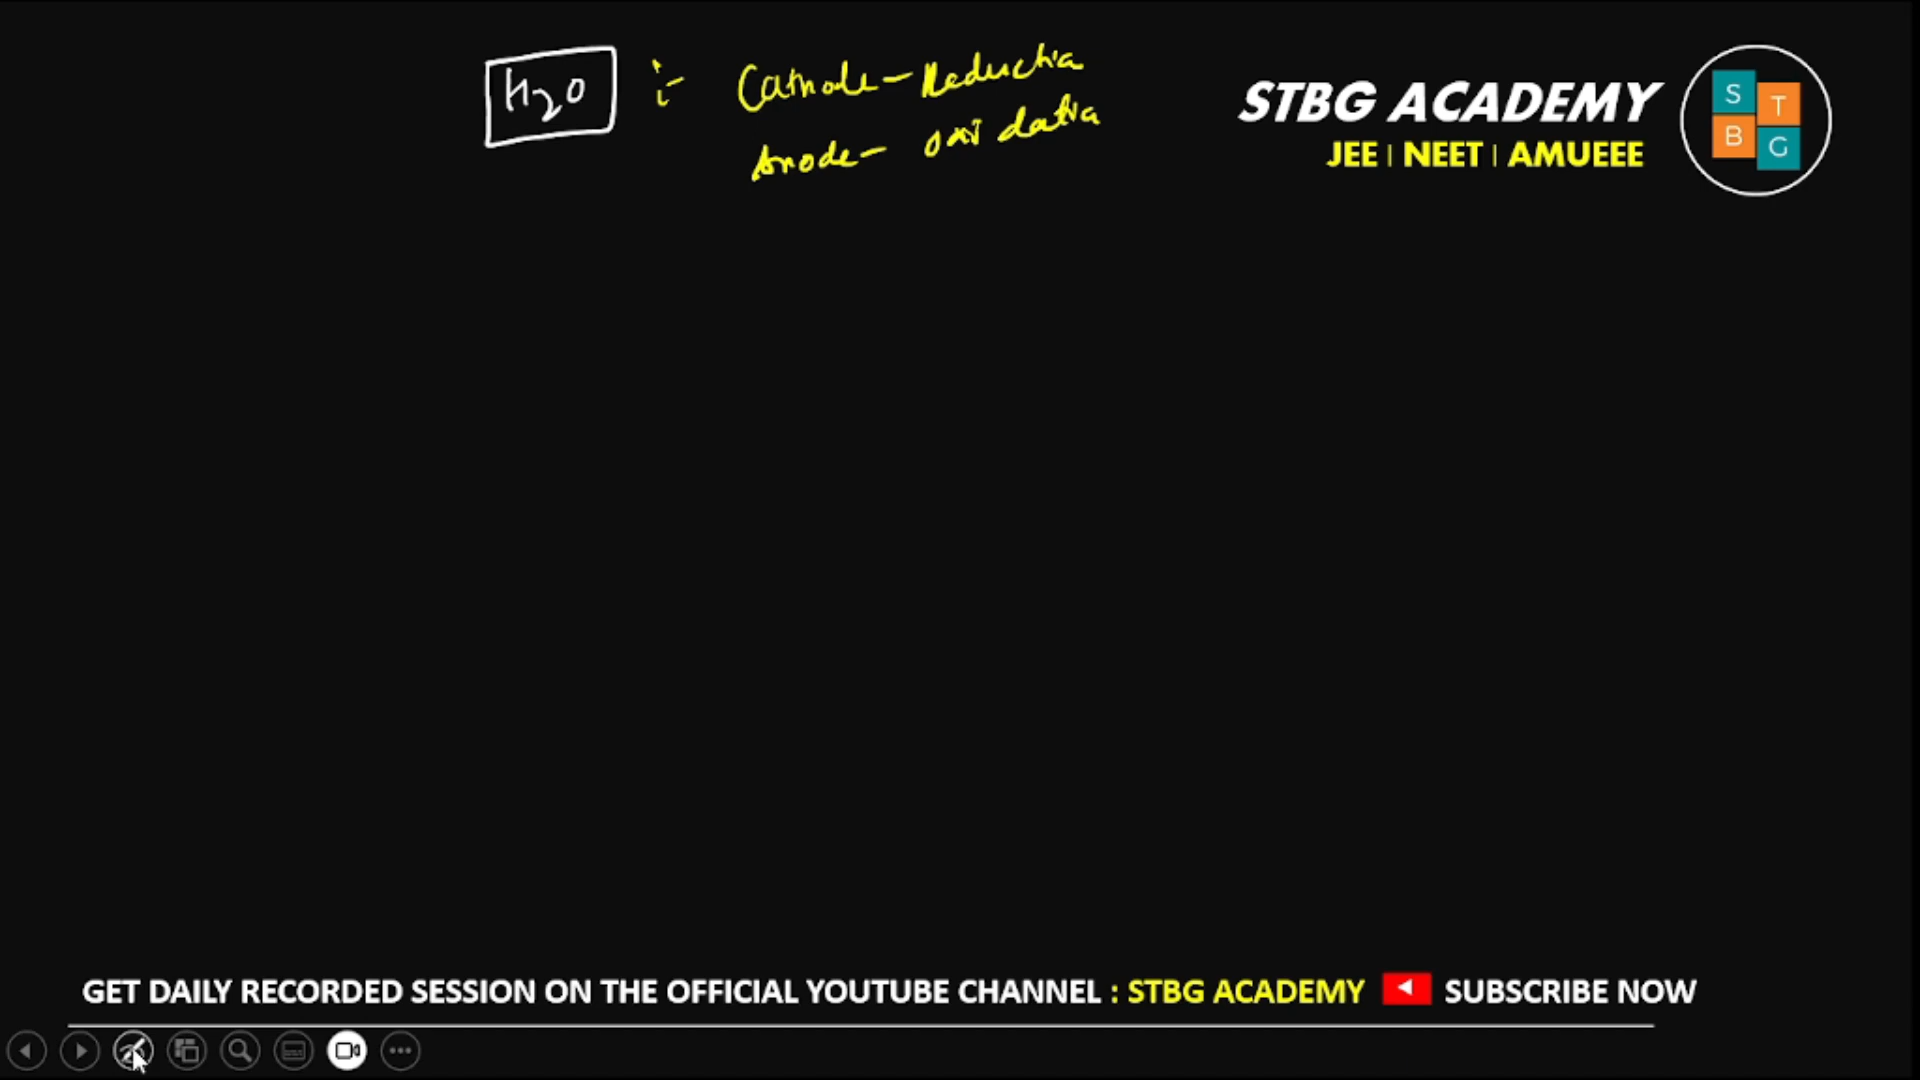 H2O :- Cathode - Reduction
Anode - oxidation
STBG ACADEMY
JEE | NEET | AMUEEE
S T
B G
GET DAILY RECORDED SESSION ON THE OFFICIAL YOUTUBE CHANNEL : STBG ACADEMY SUBSCRIBE NOW